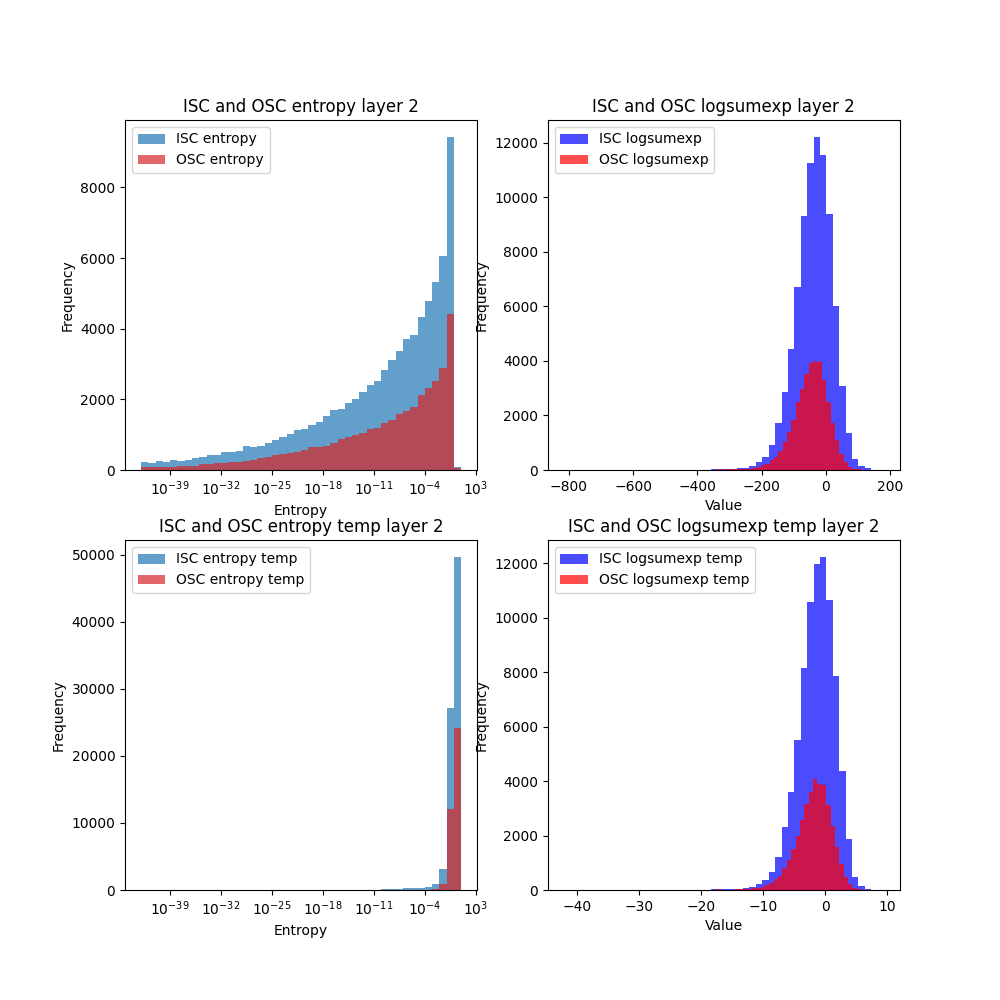 ISC and OSC entropy layer 2
ISC entropy
OSC entropy
8000
6000
4000
2000
0
Frequency
10⁻³⁹ 10⁻³² 10⁻²⁵ 10⁻¹⁸ 10⁻¹¹ 10⁻⁴ 10³
Entropy
ISC and OSC logsumexp layer 2
ISC logsumexp
OSC logsumexp
12000
10000
8000
6000
4000
2000
0
Frequency
−800 −600 −400 −200 0 200
Value
ISC and OSC entropy temp layer 2
ISC entropy temp
OSC entropy temp
50000
40000
30000
20000
10000
0
Frequency
10⁻³⁹ 10⁻³² 10⁻²⁵ 10⁻¹⁸ 10⁻¹¹ 10⁻⁴ 10³
Entropy
ISC and OSC logsumexp temp layer 2
ISC logsumexp temp
OSC logsumexp temp
12000
10000
8000
6000
4000
2000
0
Frequency
−40 −30 −20 −10 0 10
Value